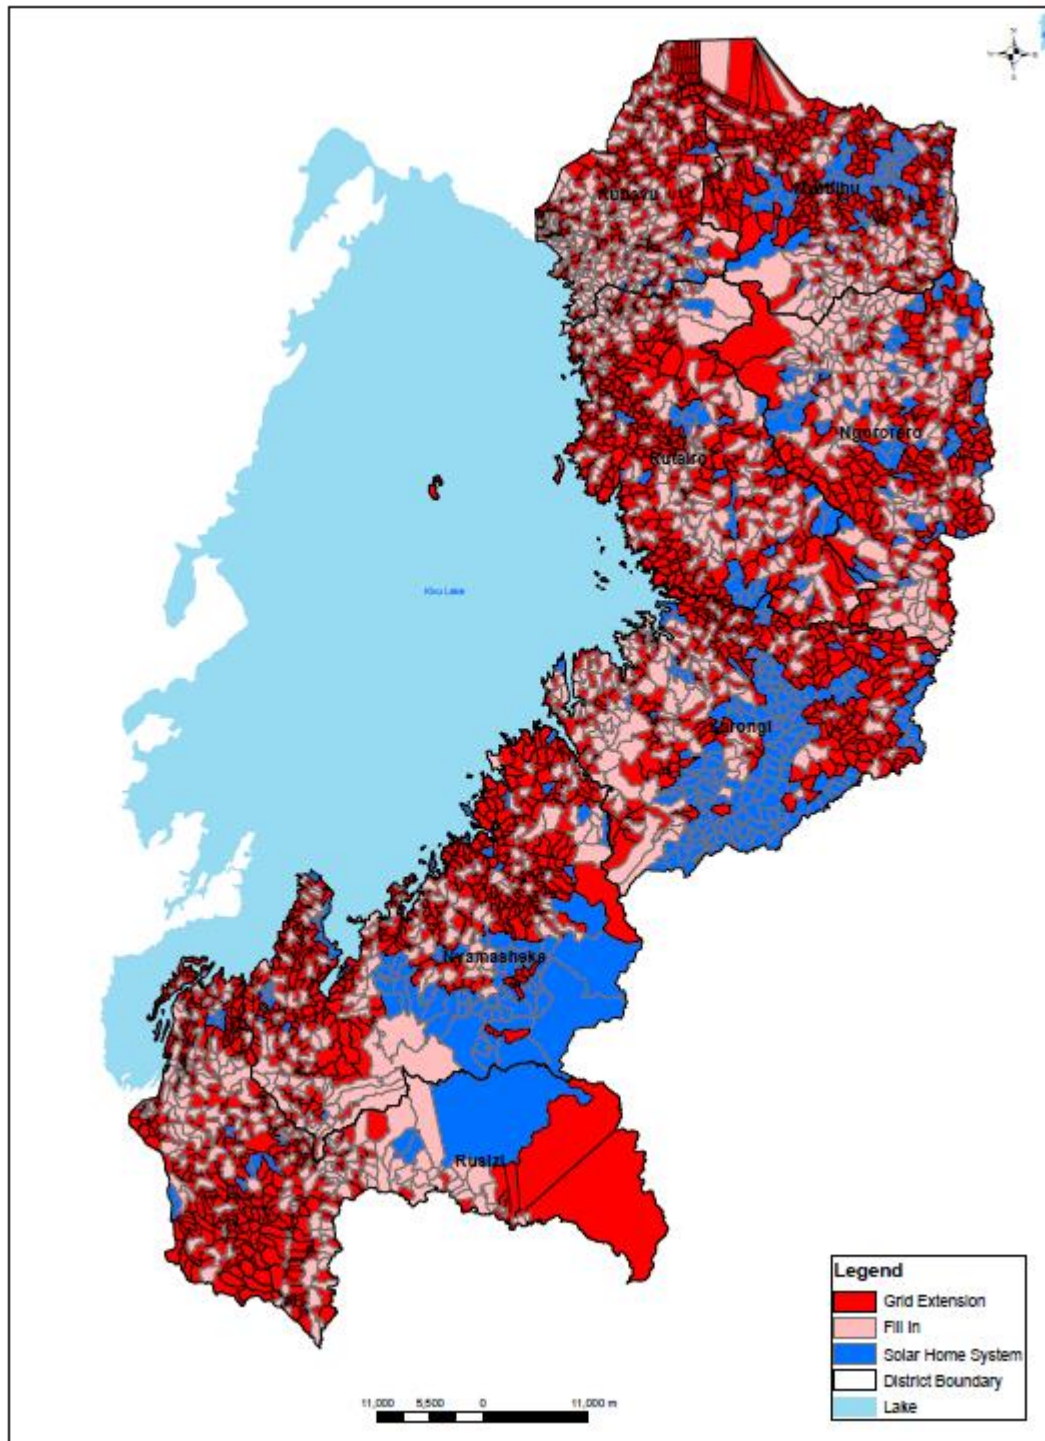 Rubavu
Nyabihu
Ngororero
Rutsiro
Kivu Lake
Karongi
Nyamasheke
Rusizi
Legend
Grid Extension
Fill In
Solar Home System
District Boundary
Lake
11,000 5,500 0 11,000 m